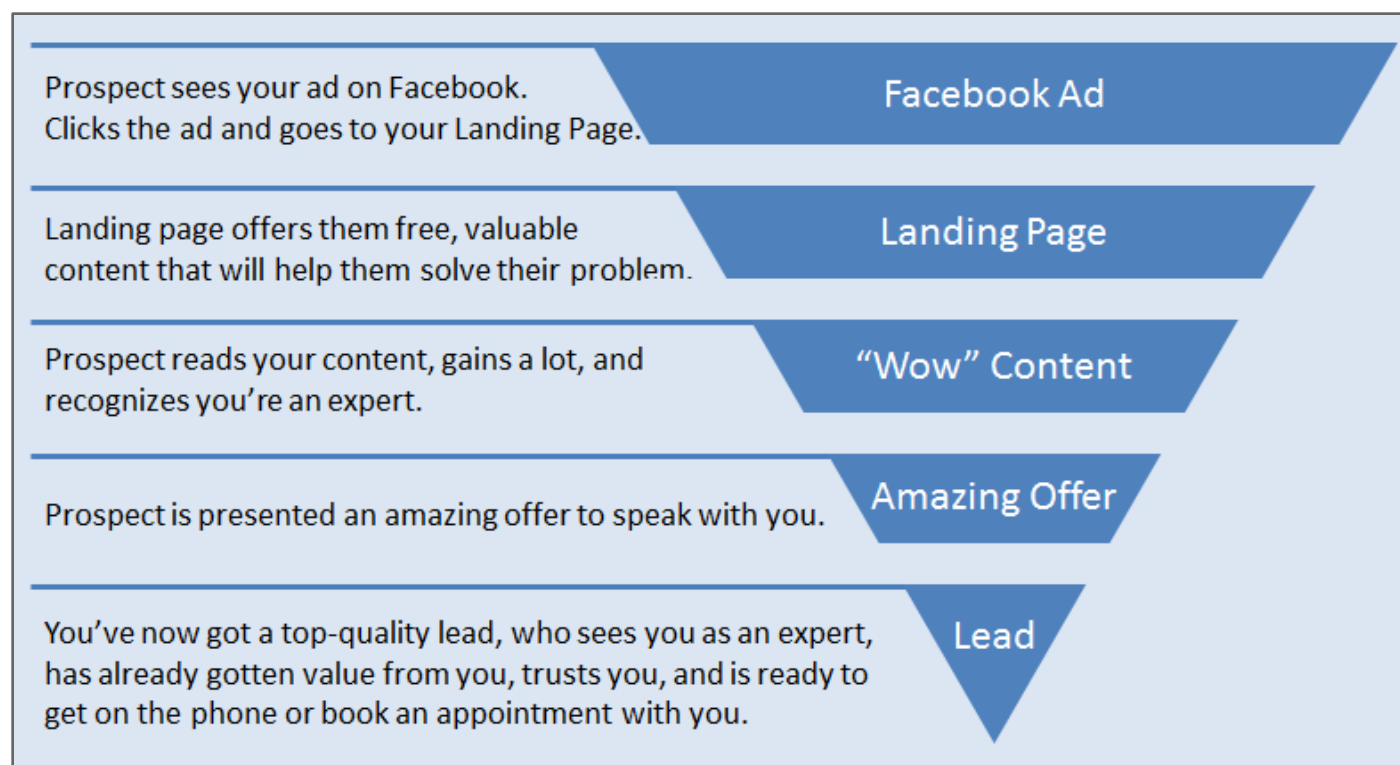 Prospect sees your ad on Facebook.
Clicks the ad and goes to your Landing Page.
Facebook Ad
Landing page offers them free, valuable
content that will help them solve their problem.
Landing Page
Prospect reads your content, gains a lot, and
recognizes you’re an expert.
“Wow” Content
Prospect is presented an amazing offer to speak with you.
Amazing Offer
You’ve now got a top-quality lead, who sees you as an expert,
has already gotten value from you, trusts you, and is ready to
get on the phone or book an appointment with you.
Lead